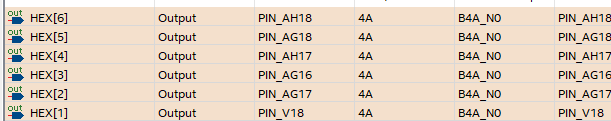 out HEX[6] Output PIN_AH18 4A B4A_N0 PIN_AH18
out HEX[5] Output PIN_AG18 4A B4A_N0 PIN_AG18
out HEX[4] Output PIN_AH17 4A B4A_N0 PIN_AH17
out HEX[3] Output PIN_AG16 4A B4A_N0 PIN_AG16
out HEX[2] Output PIN_AG17 4A B4A_N0 PIN_AG17
out HEX[1] Output PIN_V18 4A B4A_N0 PIN_V18